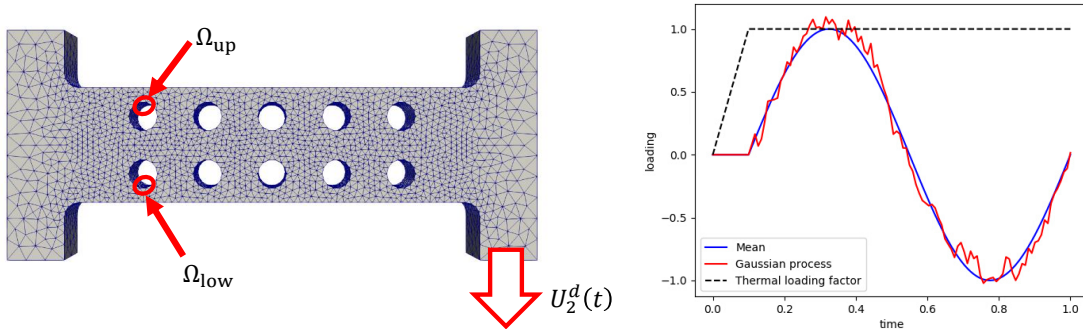 Ω_up
Ω_low
U_2^d(t)
1.0
0.5
0.0
−0.5
−1.0
loading
Mean
Gaussian process
Thermal loading factor
0.0 0.2 0.4 0.6 0.8 1.0
time